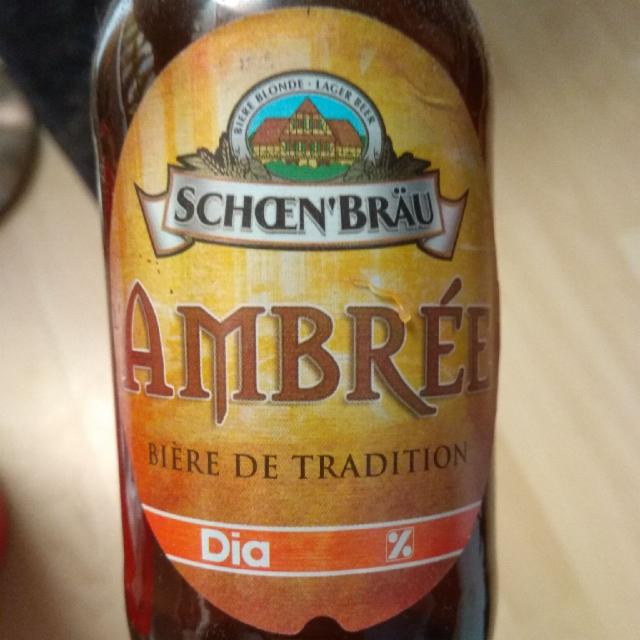 BIÈRE BLONDE · LAGER BEER
SCHŒN'BRÄU
AMBRÉE
BIÈRE DE TRADITION
Dia %